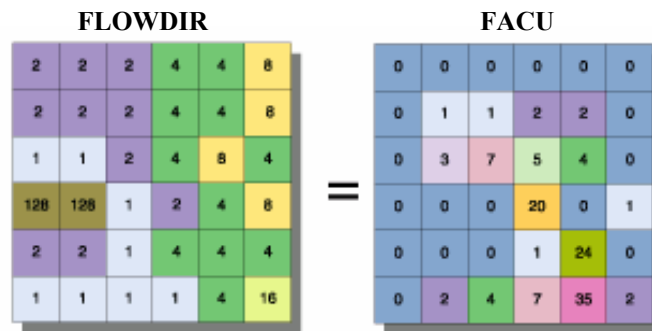 FLOWDIR FACU
2 2 2 4 4 8 0 0 0 0 0 0
2 2 2 4 4 8 0 1 1 2 2 0
1 1 2 4 8 4 0 3 7 5 4 0
128 128 1 2 4 8 = 0 0 0 20 0 1
2 2 1 4 4 4 0 0 0 1 24 0
1 1 1 1 4 16 0 2 4 7 35 2